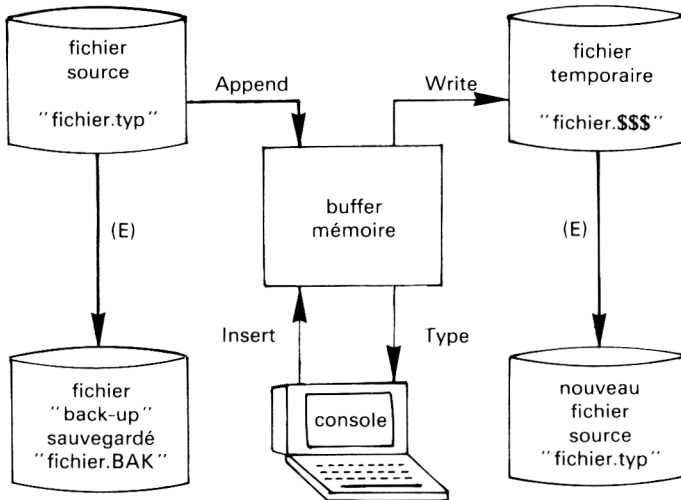 fichier
source
"fichier.typ"
Append
Write
fichier
temporaire
"fichier.$$$"
buffer
mémoire
(E)
(E)
Insert
Type
console
fichier
"back-up"
sauvegardé
"fichier.BAK"
nouveau
fichier
source
"fichier.typ"